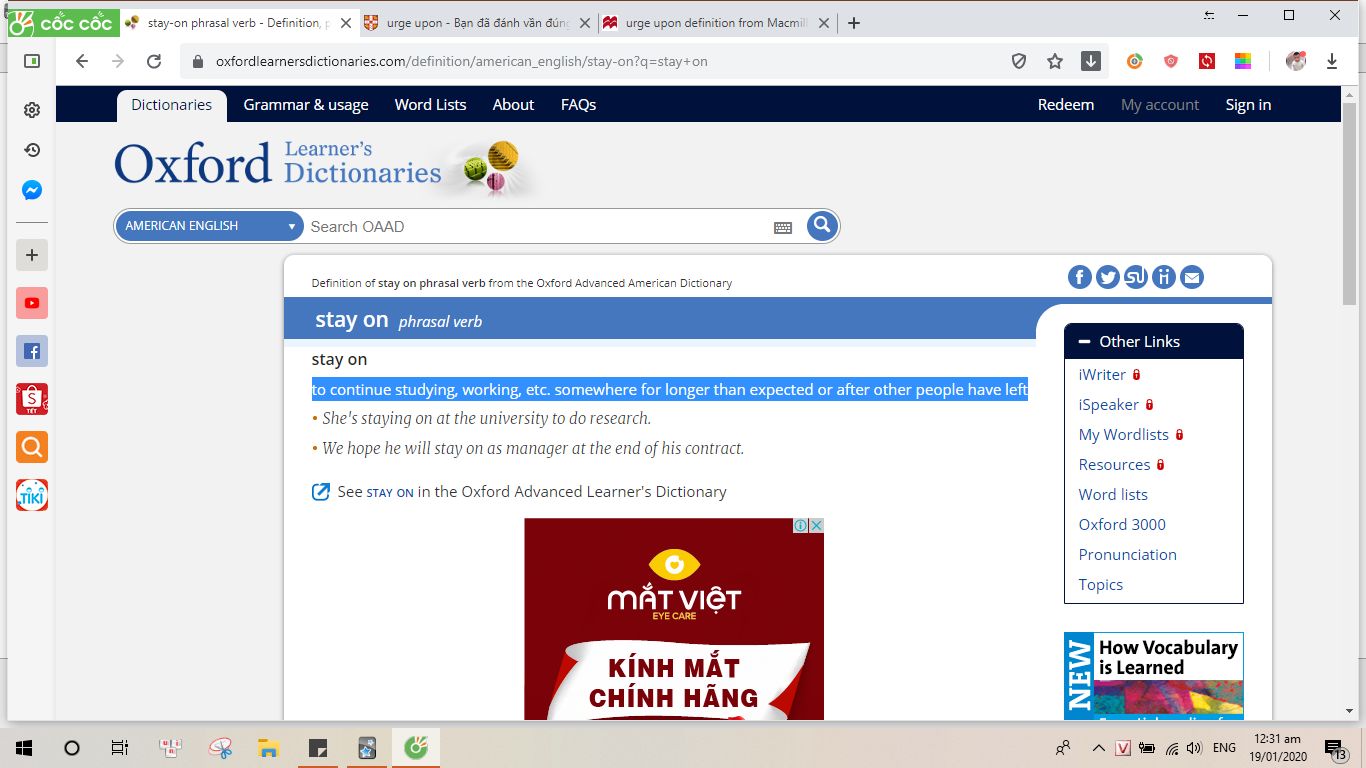 cốc cốc
stay-on phrasal verb - Definition, p
urge upon - Bạn đã đánh vần đúng
urge upon definition from Macmill
oxfordlearnersdictionaries.com/definition/american_english/stay-on?q=stay+on
Dictionaries
Grammar & usage
Word Lists
About
FAQs
Redeem
My account
Sign in
Oxford Learner's Dictionaries
AMERICAN ENGLISH
Search OAAD
Definition of stay on phrasal verb from the Oxford Advanced American Dictionary
stay on phrasal verb
stay on
to continue studying, working, etc. somewhere for longer than expected or after other people have left
• She's staying on at the university to do research.
• We hope he will stay on as manager at the end of his contract.
See STAY ON in the Oxford Advanced Learner's Dictionary
MẮT VIỆT
EYE CARE
KÍNH MẮT
CHÍNH HÃNG
Other Links
iWriter
iSpeaker
My Wordlists
Resources
Word lists
Oxford 3000
Pronunciation
Topics
NEW
How Vocabulary
is Learned
TẾT
TIKI
ENG
12:31 am
19/01/2020
13